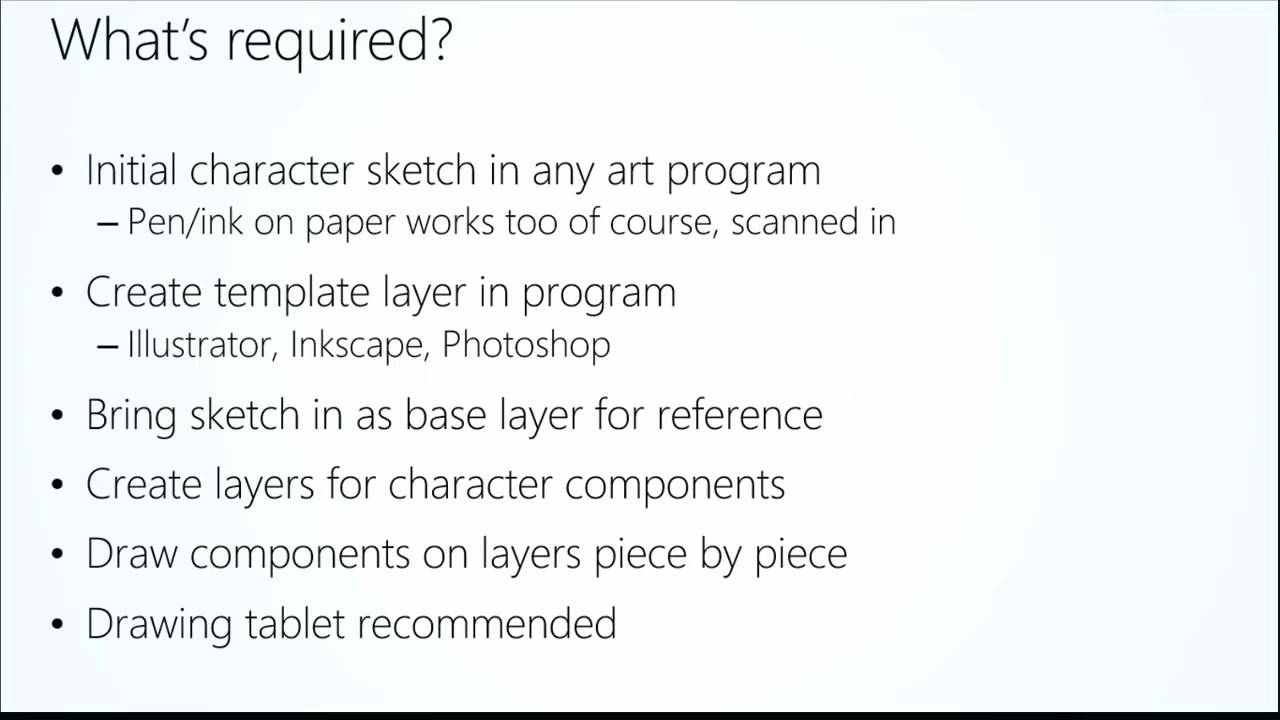 What's required?
• Initial character sketch in any art program
– Pen/ink on paper works too of course, scanned in
• Create template layer in program
– Illustrator, Inkscape, Photoshop
• Bring sketch in as base layer for reference
• Create layers for character components
• Draw components on layers piece by piece
• Drawing tablet recommended